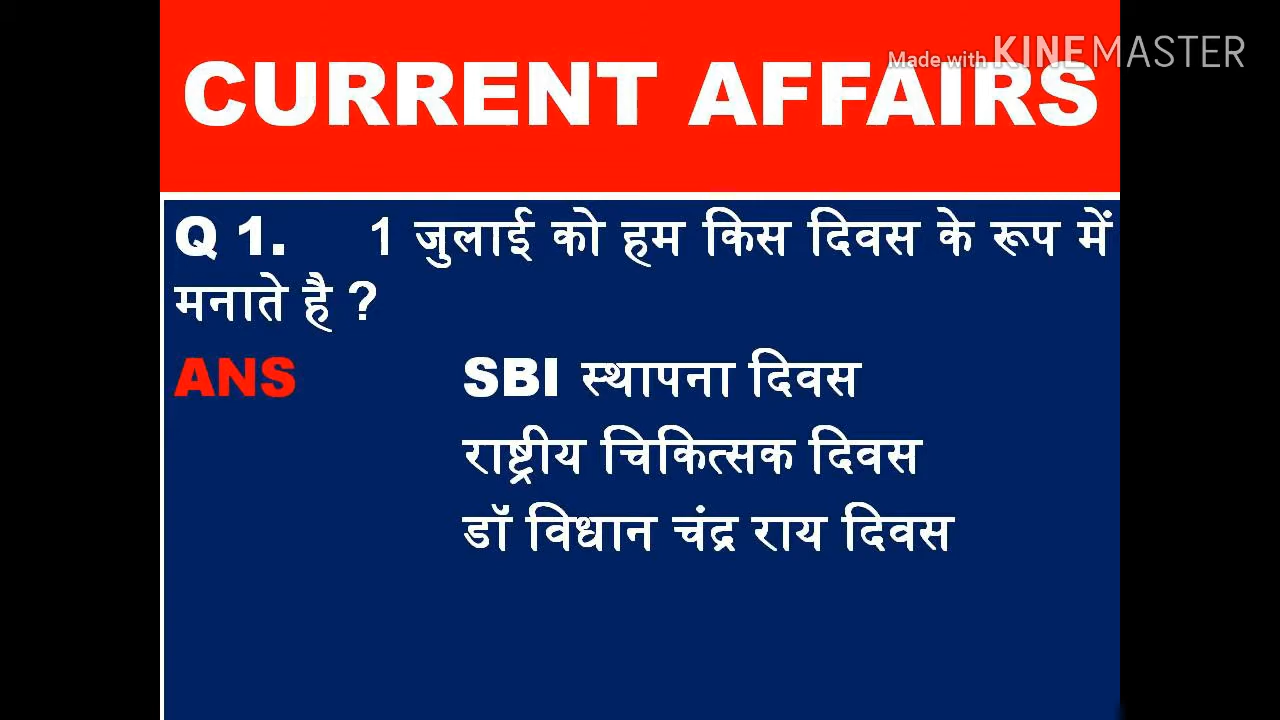 Made with KINEMASTER
CURRENT AFFAIRS
Q 1. 1 जुलाई को हम किस दिवस के रूप में
मनाते है ?
ANS SBI स्थापना दिवस
राष्ट्रीय चिकित्सक दिवस
डॉ विधान चंद्र राय दिवस